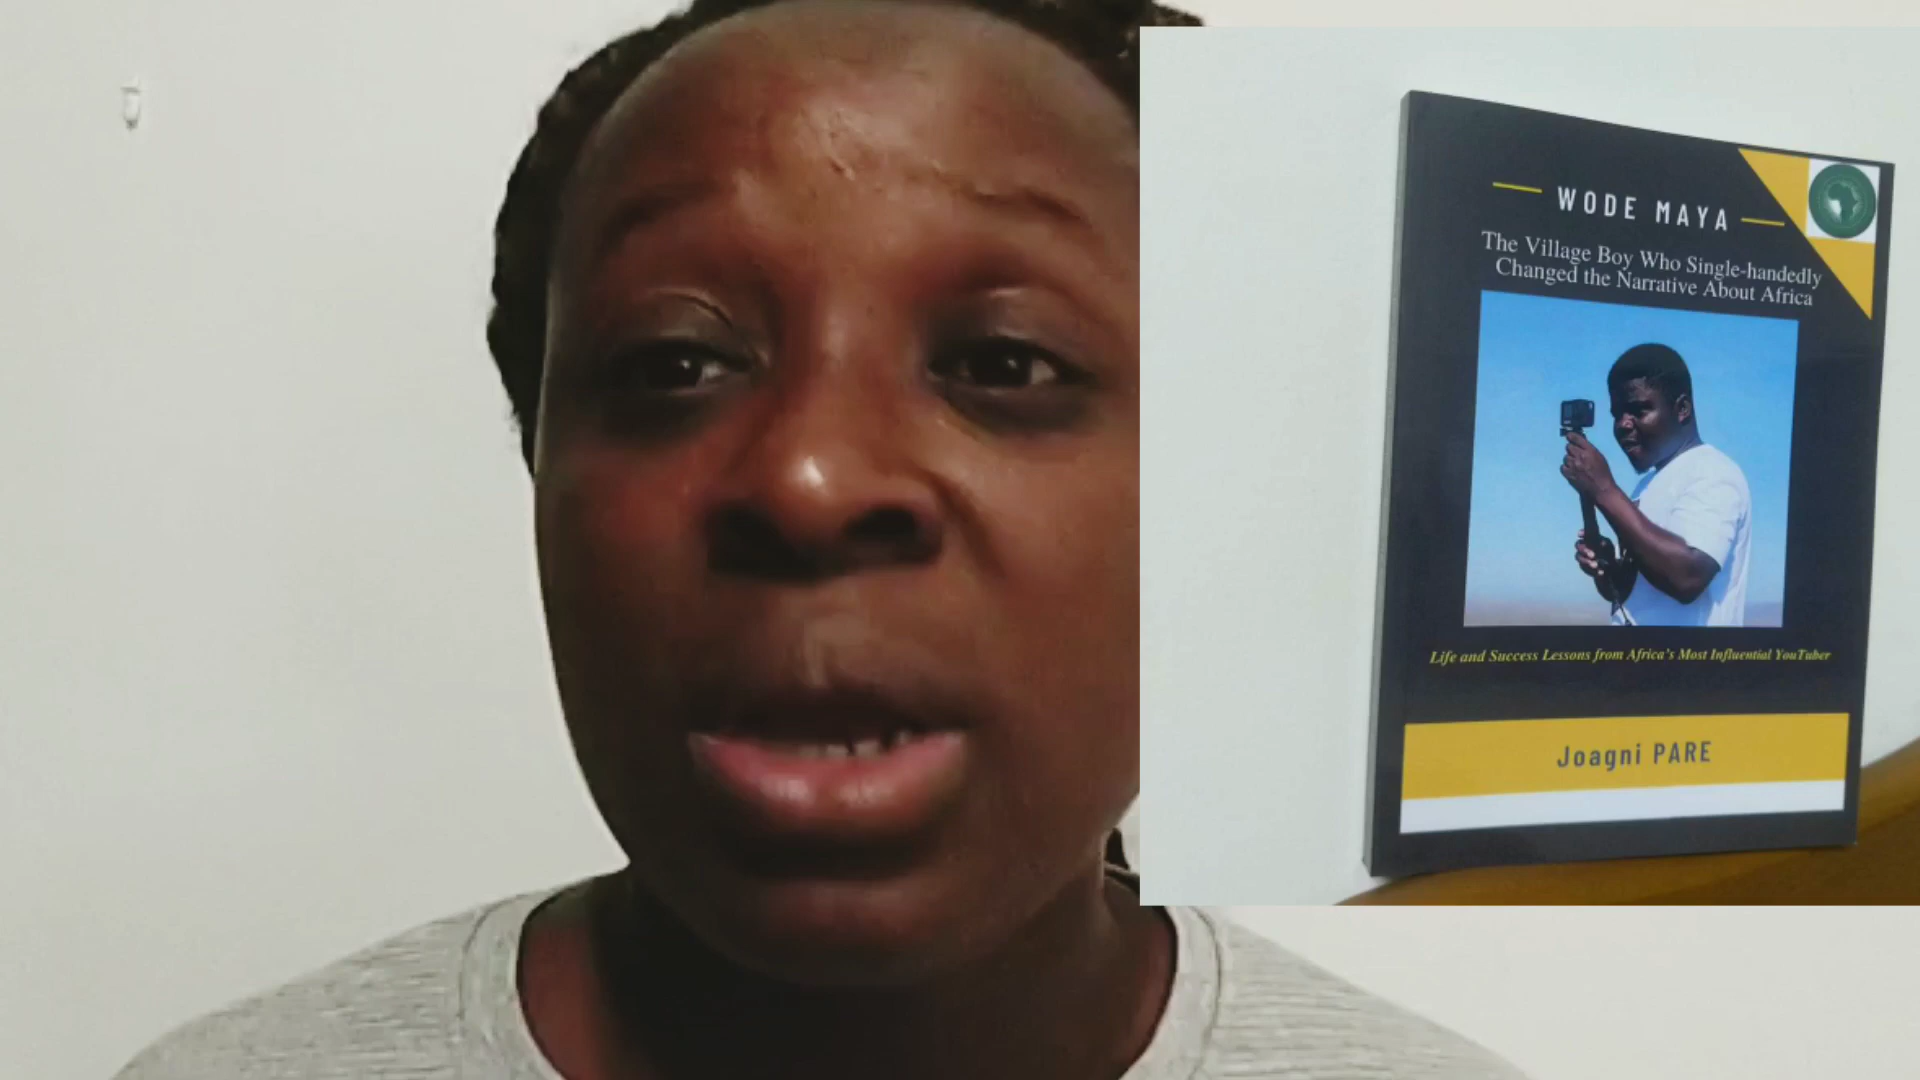 WODE MAYA
The Village Boy Who Single-handedly
Changed the Narrative About Africa
Life and Success Lessons from Africa's Most Influential YouTuber
Joagni PARE